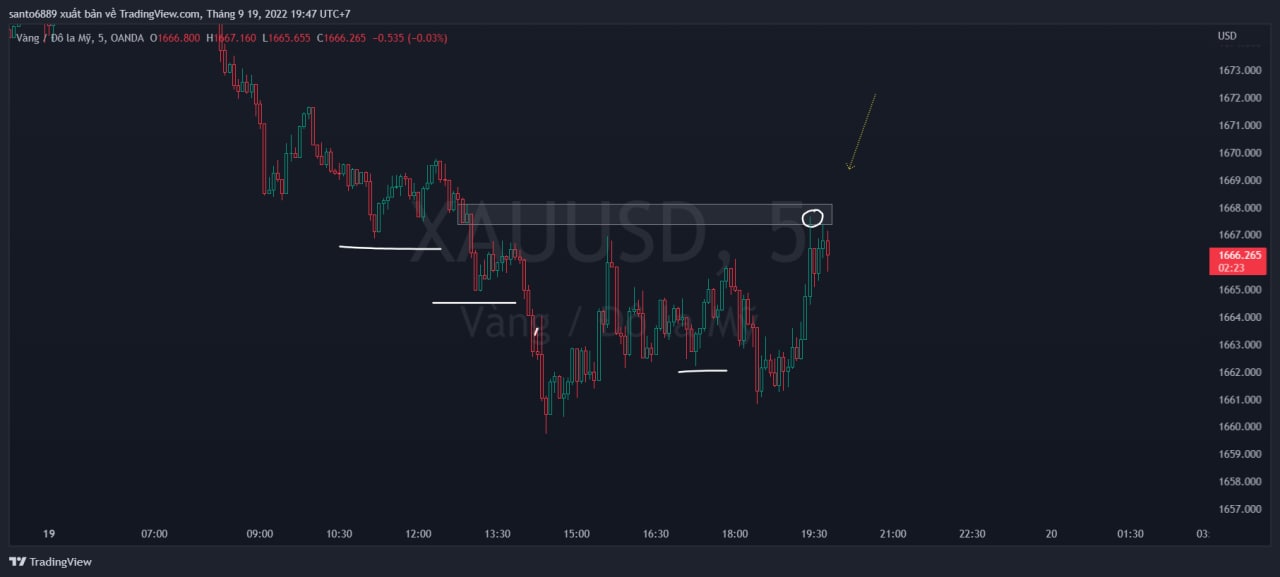 santo6889 xuất bản về TradingView.com, Tháng 9 19, 2022 19:47 UTC+7
Vàng / Đô la Mỹ, 5, OANDA O1666.800 H1667.160 L1665.655 C1666.265 −0.535 (−0.03%)
USD
1673.000
1672.000
1671.000
1670.000
1669.000
1668.000
1667.000
1666.265
02:23
1665.000
1664.000
1663.000
1662.000
1661.000
1660.000
1659.000
1658.000
1657.000
XAUUSD, 5
Vàng / Đô la Mỹ
19 07:00 09:00 10:30 12:00 13:30 15:00 16:30 18:00 19:30 21:00 22:30 20 01:30 03:
TradingView